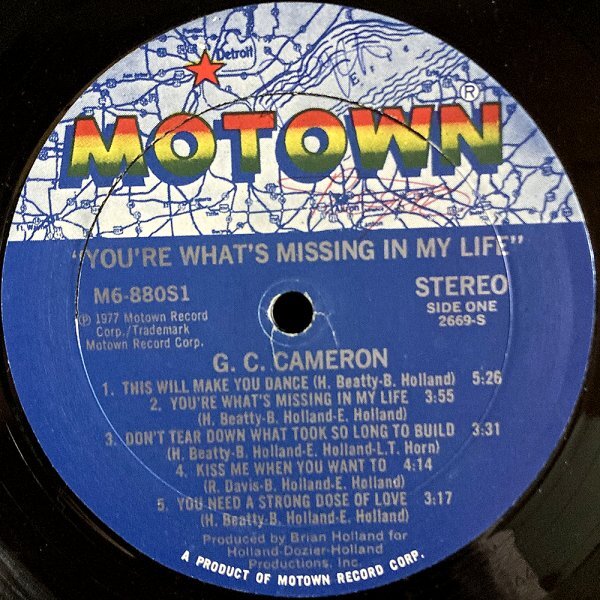 Detroit
MOTOWN®
"YOU'RE WHAT'S MISSING IN MY LIFE"
M6-880S1
STEREO
SIDE ONE
2669-S
℗ 1977 Motown Record
Corp./Trademark
Motown Record Corp.
G. C. CAMERON
1. THIS WILL MAKE YOU DANCE (H. Beatty-B. Holland) 5:26
2. YOU'RE WHAT'S MISSING IN MY LIFE 3:55
(H. Beatty-B. Holland-E. Holland)
3. DON'T TEAR DOWN WHAT TOOK SO LONG TO BUILD 3:31
(H. Beatty-B. Holland-E. Holland-L.T. Horn)
4. KISS ME WHEN YOU WANT TO 4:14
(R. Davis-B. Holland-E. Holland)
5. YOU NEED A STRONG DOSE OF LOVE 3:17
(H. Beatty-B. Holland-E. Holland)
Produced by Brian Holland for
Holland-Dozier-Holland
Productions, Inc.
A PRODUCT OF MOTOWN RECORD CORP.